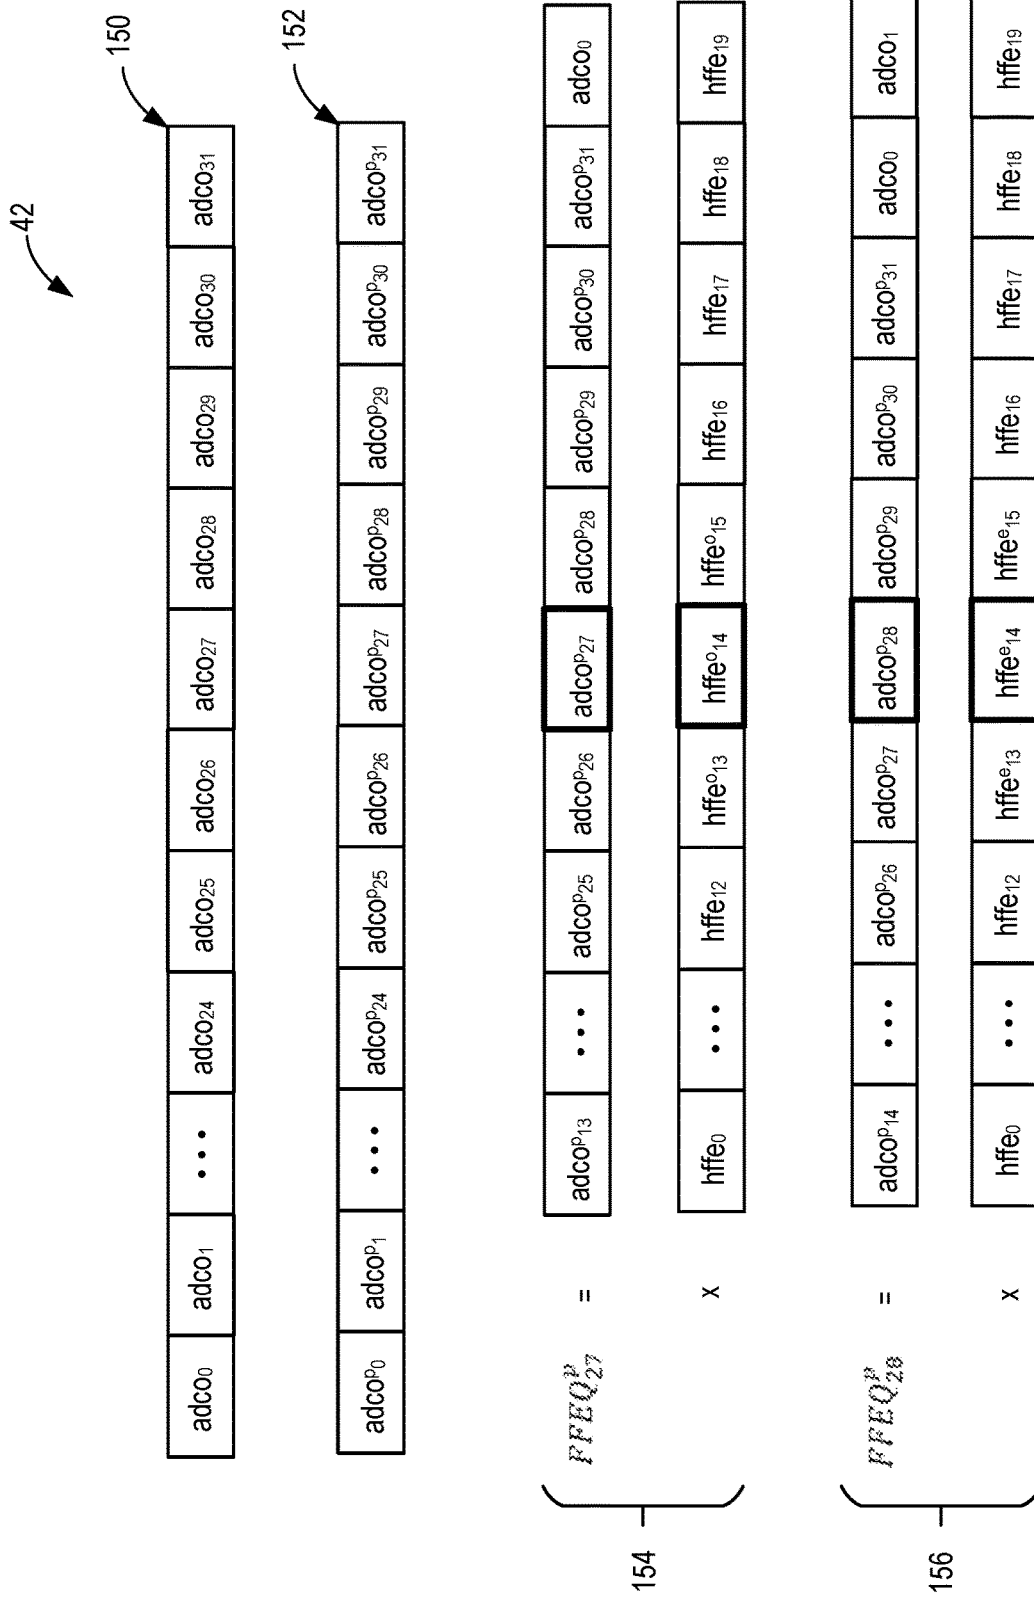 42
adco₀ adco₁ ••• adco₂₄ adco₂₅ adco₂₆ adco₂₇ adco₂₈ adco₂₉ adco₃₀ adco₃₁ 150
adcoᵖ₀ adcoᵖ₁ ••• adcoᵖ₂₄ adcoᵖ₂₅ adcoᵖ₂₆ adcoᵖ₂₇ adcoᵖ₂₈ adcoᵖ₂₉ adcoᵖ₃₀ adcoᵖ₃₁ 152
FFEQᵖ₂₇ = adcoᵖ₁₃ ••• adcoᵖ₂₅ adcoᵖ₂₆ adcoᵖ₂₇ adcoᵖ₂₈ adcoᵖ₂₉ adcoᵖ₃₀ adcoᵖ₃₁ adco₀
154
x hffe₀ ••• hffe₁₂ hffeᵒ₁₃ hffeᵒ₁₄ hffeᵒ₁₅ hffe₁₆ hffe₁₇ hffe₁₈ hffe₁₉
FFEQᵖ₂₈ = adcoᵖ₁₄ ••• adcoᵖ₂₆ adcoᵖ₂₇ adcoᵖ₂₈ adcoᵖ₂₉ adcoᵖ₃₀ adcoᵖ₃₁ adco₀ adco₁
156
x hffe₀ ••• hffe₁₂ hffeᵉ₁₃ hffeᵉ₁₄ hffeᵉ₁₅ hffe₁₆ hffe₁₇ hffe₁₈ hffe₁₉